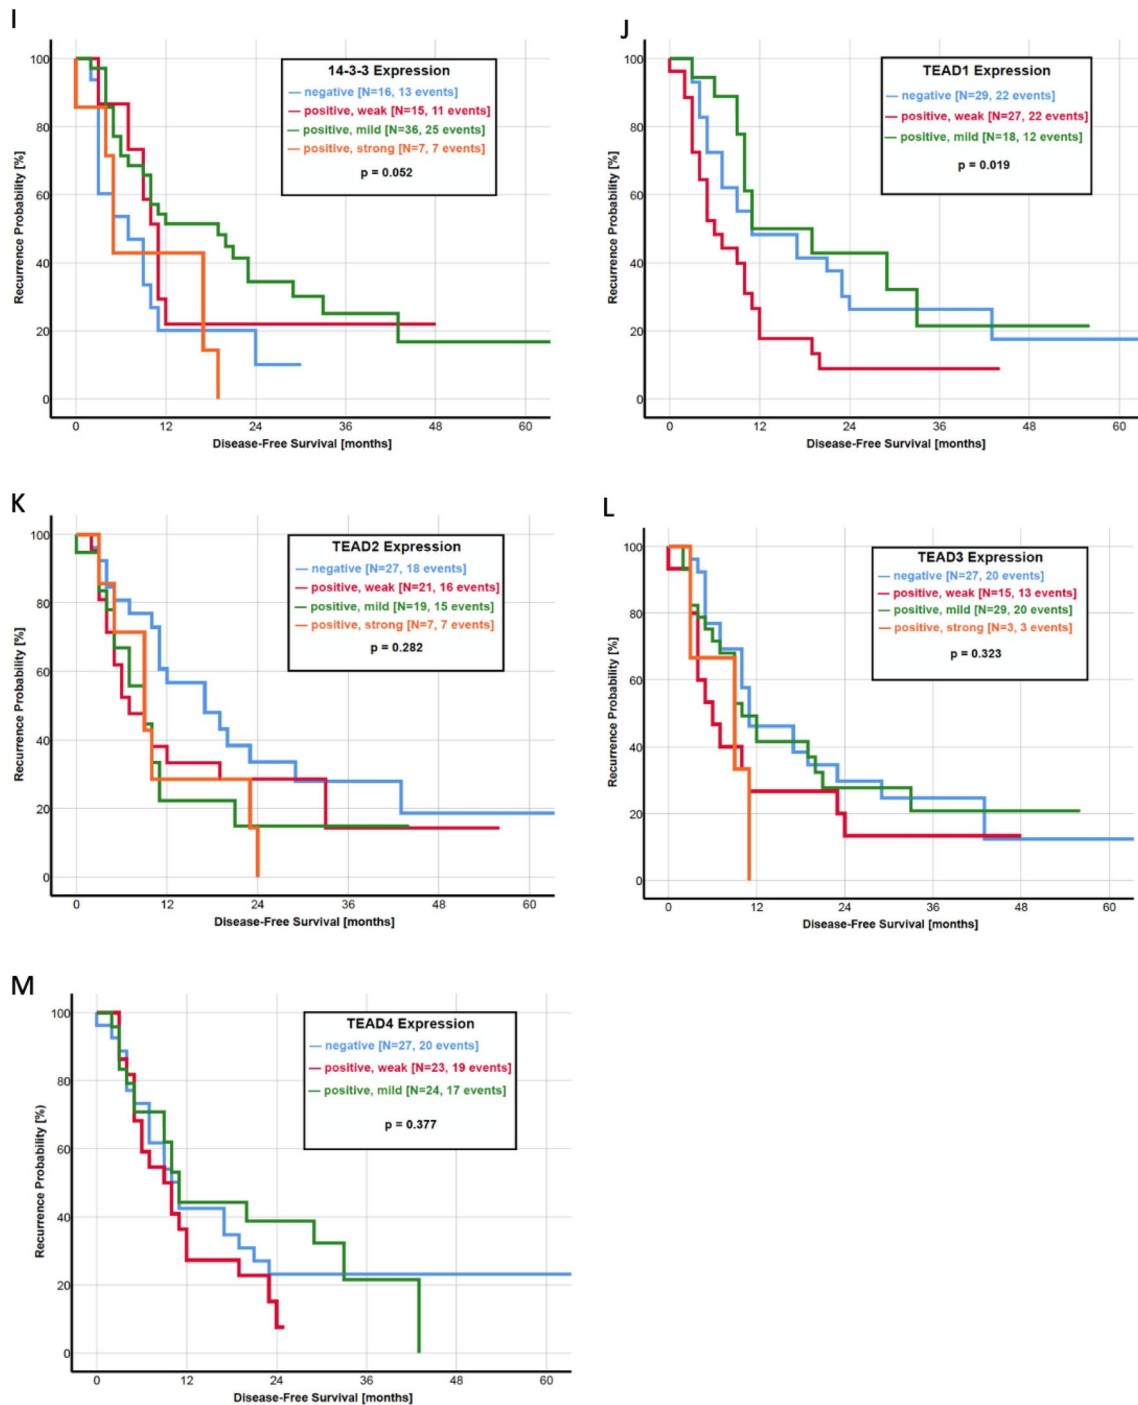 I
14-3-3 Expression
negative [N=16, 13 events]
positive, weak [N=15, 11 events]
positive, mild [N=36, 25 events]
positive, strong [N=7, 7 events]
p = 0.052
Recurrence Probability [%]
100
80
60
40
20
0
0 12 24 36 48 60
Disease-Free Survival [months]
J
TEAD1 Expression
negative [N=29, 22 events]
positive, weak [N=27, 22 events]
positive, mild [N=18, 12 events]
p = 0.019
Recurrence Probability [%]
100
80
60
40
20
0
0 12 24 36 48 60
Disease-Free Survival [months]
K
TEAD2 Expression
negative [N=27, 18 events]
positive, weak [N=21, 16 events]
positive, mild [N=19, 15 events]
positive, strong [N=7, 7 events]
p = 0.282
Recurrence Probability [%]
100
80
60
40
20
0
0 12 24 36 48 60
Disease-Free Survival [months]
L
TEAD3 Expression
negative [N=27, 20 events]
positive, weak [N=15, 13 events]
positive, mild [N=29, 20 events]
positive, strong [N=3, 3 events]
p = 0.323
Recurrence Probability [%]
100
80
60
40
20
0
0 12 24 36 48 60
Disease-Free Survival [months]
M
TEAD4 Expression
negative [N=27, 20 events]
positive, weak [N=23, 19 events]
positive, mild [N=24, 17 events]
p = 0.377
Recurrence Probability [%)
100
80
60
40
20
0
0 12 24 36 48 60
Disease-Free Survival [months]